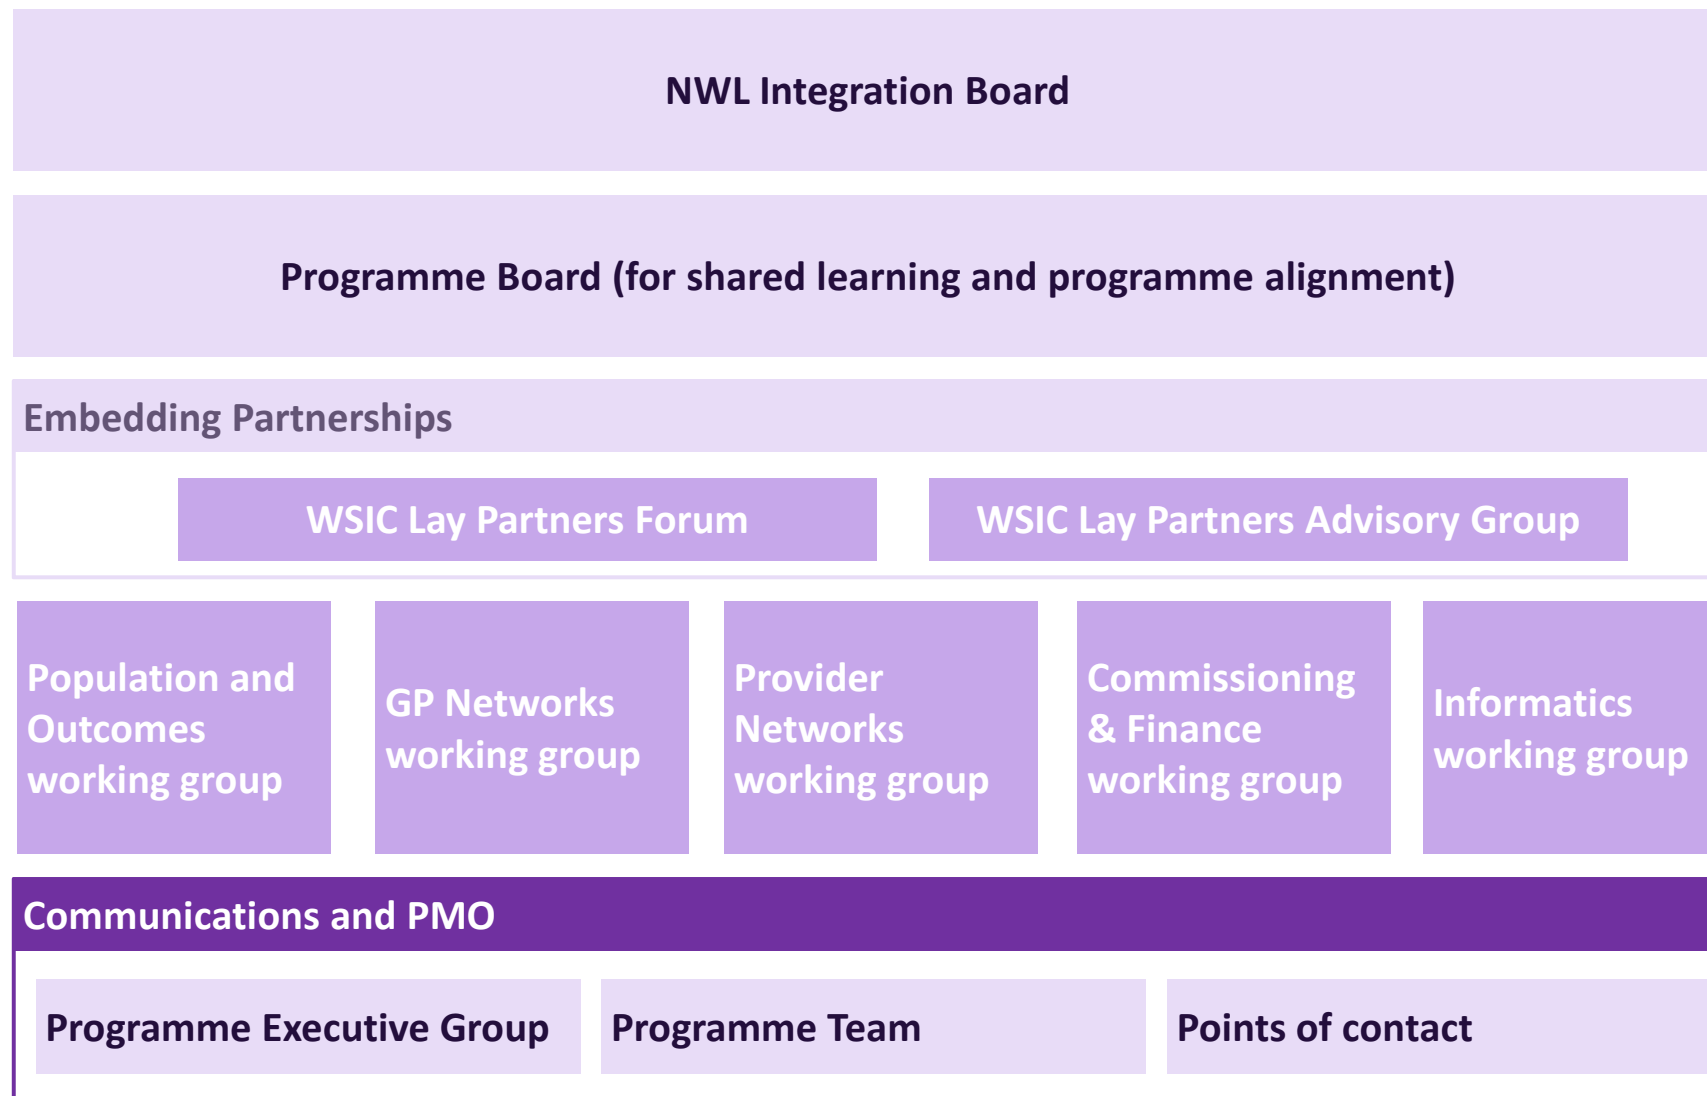 NWL Integration Board
Programme Board (for shared learning and programme alignment)
Embedding Partnerships
WSIC Lay Partners Forum
WSIC Lay Partners Advisory Group
Population and
Outcomes
working group
GP Networks
working group
Provider
Networks
working group
Commissioning
& Finance
working group
Informatics
working group
Communications and PMO
Programme Executive Group
Programme Team
Points of contact